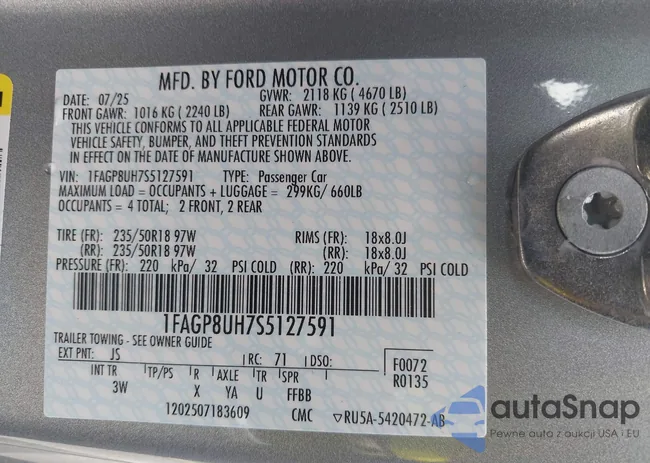 MFD. BY FORD MOTOR CO.
DATE: 07/25 GVWR: 2118 KG ( 4670 LB)
FRONT GAWR: 1016 KG ( 2240 LB) REAR GAWR: 1139 KG ( 2510 LB)
THIS VEHICLE CONFORMS TO ALL APPLICABLE FEDERAL MOTOR
VEHICLE SAFETY, BUMPER, AND THEFT PREVENTION STANDARDS
IN EFFECT ON THE DATE OF MANUFACTURE SHOWN ABOVE.
VIN: 1FAGP8UH7S5127591 TYPE: Passenger Car
MAXIMUM LOAD = OCCUPANTS + LUGGAGE = 299KG/ 660LB
OCCUPANTS = 4 TOTAL; 2 FRONT, 2 REAR
TIRE (FR): 235/50R18 97W RIMS (FR): 18x8.0J
(RR): 235/50R18 97W (RR): 18x8.0J
PRESSURE (FR): 220 kPa/ 32 PSI COLD (RR): 220 kPa/ 32 PSI COLD
1FAGP8UH7S5127591
TRAILER TOWING - SEE OWNER GUIDE
EXT PNT: JS RC: 71 DSO: F0072
INT TR TP/PS R AXLE TR SPR R0135
3W X YA U FFBB
1202507183609 CMC RU5A-5420472-AB
autoSnap
Pewne auta z aukcji USA i EU